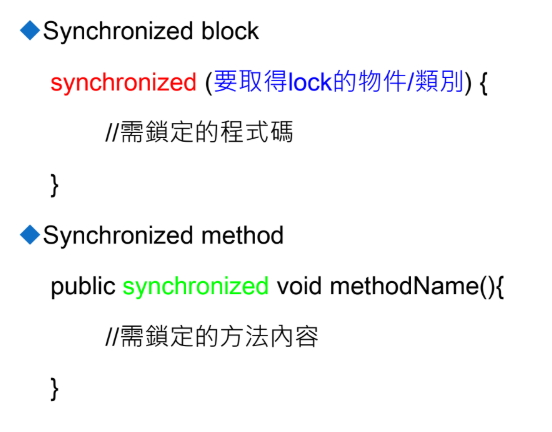 ◆Synchronized block
synchronized (要取得lock的物件/類別) {
//需鎖定的程式碼
}
◆Synchronized method
public synchronized void methodName(){
//需鎖定的方法內容
}